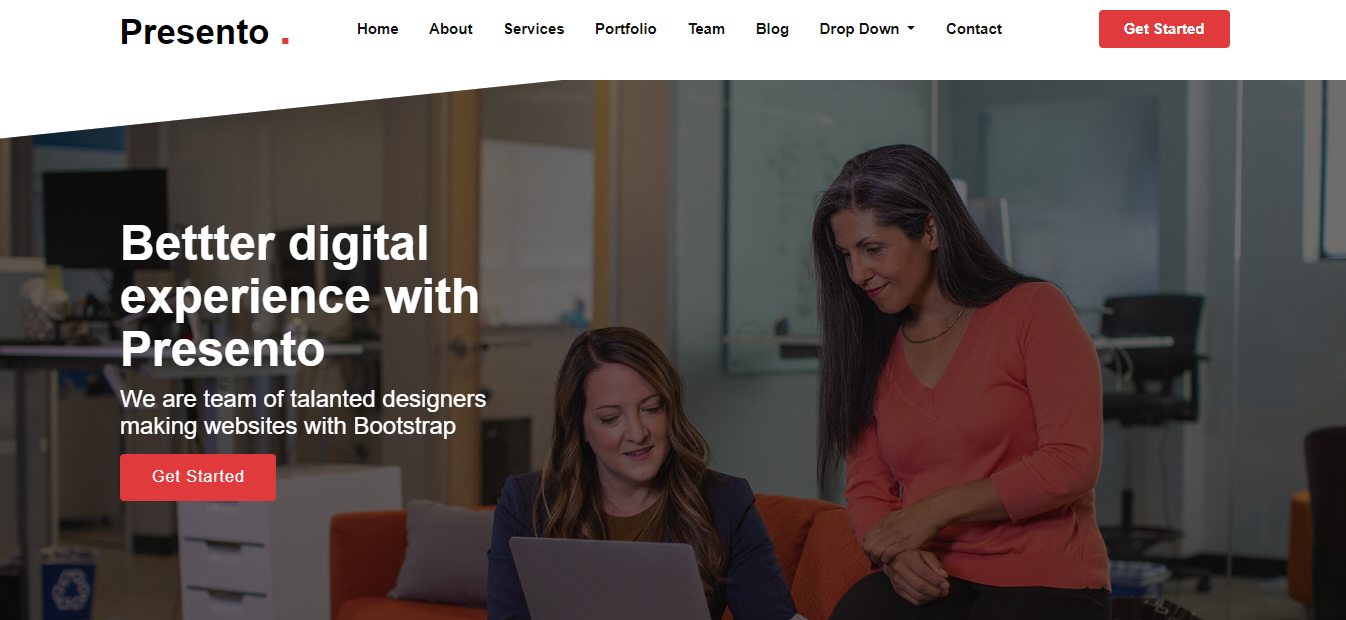 Presento .
Home About Services Portfolio Team Blog Drop Down Contact
Get Started
Bettter digital
experience with
Presento
We are team of talanted designers
making websites with Bootstrap
Get Started